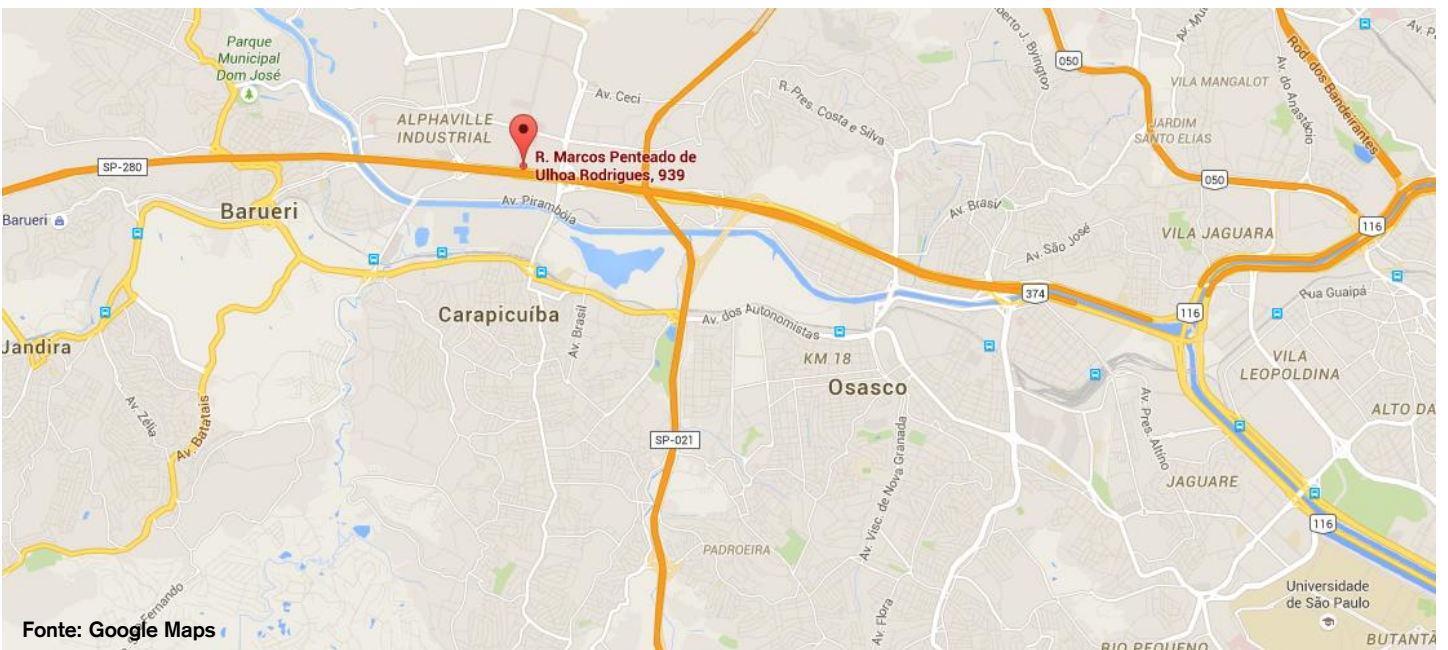 Parque
Municipal
Dom José
ALPHAVILLE
INDUSTRIAL
Av. Ceci
R. Pres. Costa e Silva
050
VILA MANGALOT
Av. do Anastácio
Rod. dos Bandeirantes
JARDIM
SANTO ELIAS
SP-280
R. Marcos Penteado de
Ulhoa Rodrigues, 939
050
Barueri
Barueri
Av. Piramboia
Av. Brasil
Av. São José
VILA JAGUARA
116
374
116
Rua Guaipá
Carapicuíba
Av. Brasil
Av. dos Autonomistas
Jandira
KM 18
Osasco
VILA
LEOPOLDINA
ALTO DA
Av. Zélia
Av. Batatais
SP-021
Av. Visc. de Nova Granada
Av. Pres. Altino
JAGUARE
116
PADROEIRA
Universidade
de São Paulo
Fernando
Av. Flora
RIO PEQUENO
BUTANTÃ
Fonte: Google Maps